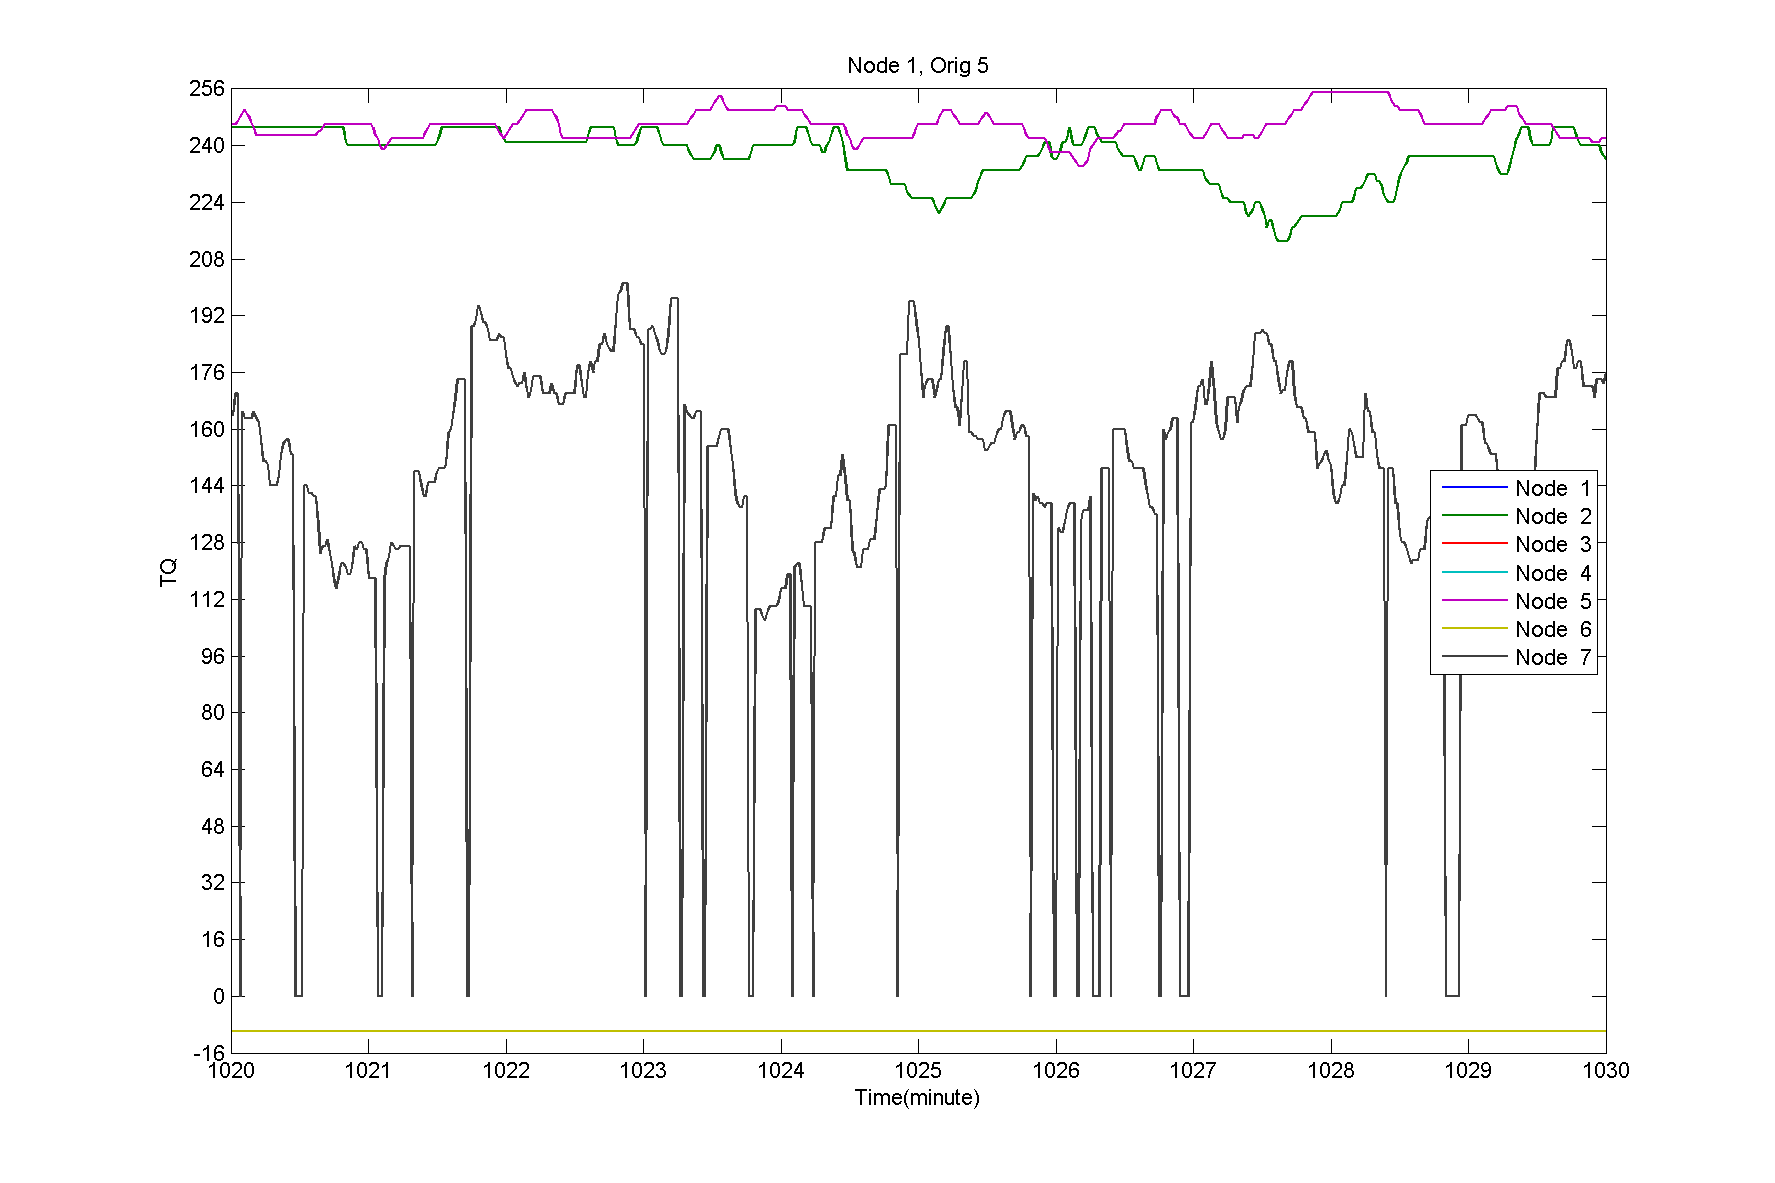 Node 1, Orig 5
256
240
224
208
192
176
160
144
128
112
96
80
64
48
32
16
0
-16
TQ
Node 1
Node 2
Node 3
Node 4
Node 5
Node 6
Node 7
1020 1021 1022 1023 1024 1025 1026 1027 1028 1029 1030
Time(minute)